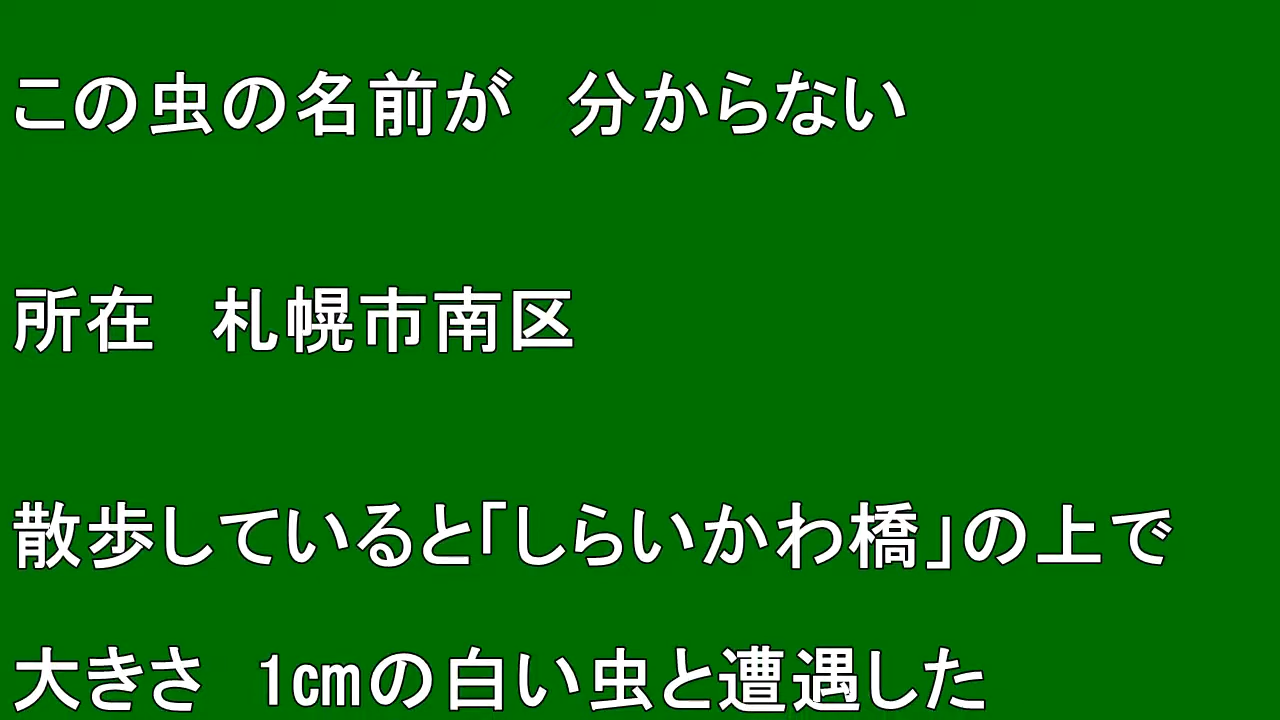 この虫の名前が　分からない
所在　札幌市南区
散歩していると｢しらいかわ橋｣の上で
大きさ　1cmの白い虫と遭遇した